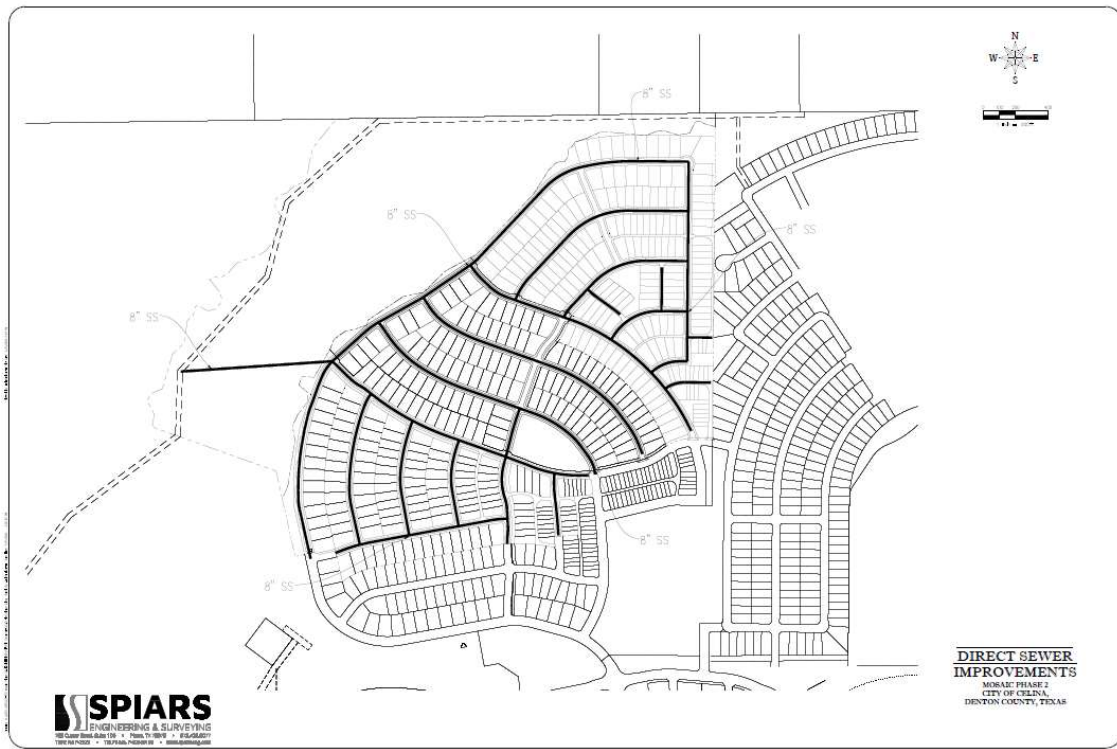 N
W E
S
8" SS
8" SS
8" SS
8" SS
8" SS
8" SS
DIRECT SEWER
IMPROVEMENTS
MOSAIC PHASE 2
CITY OF CELINA,
DENTON COUNTY, TEXAS
SPIARS
ENGINEERING & SURVEYING